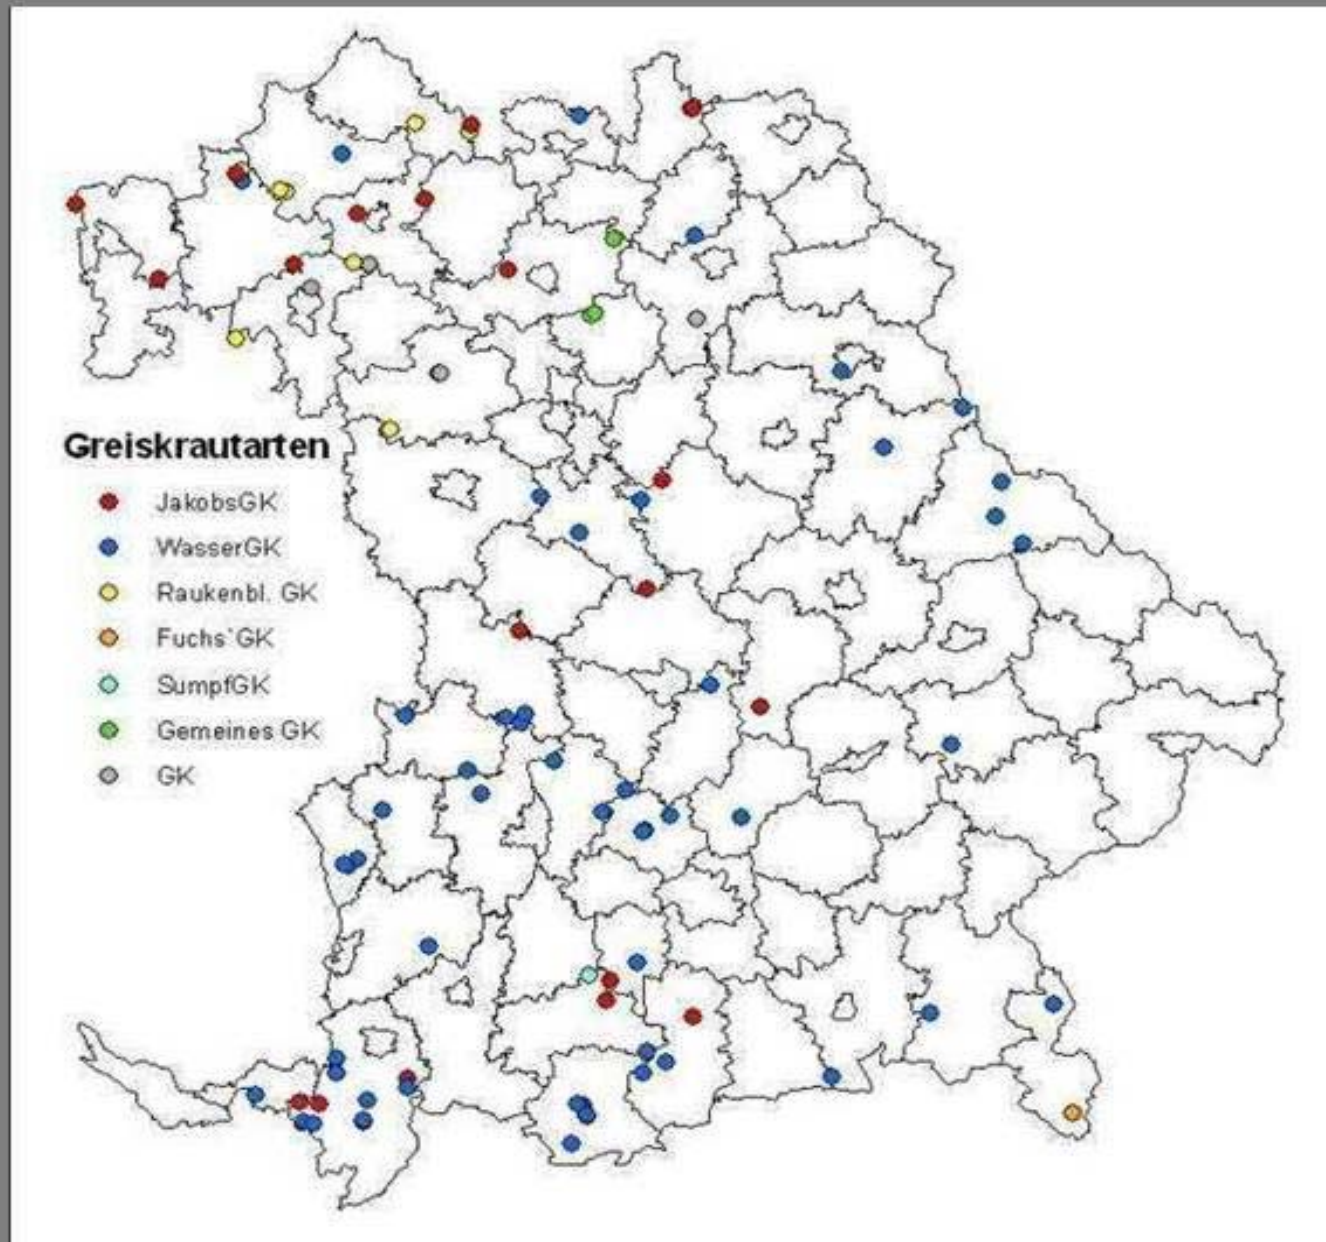 Greiskrautarten
JakobsGK
WasserGK
Raukenbl. GK
Fuchs`GK
SumpfGK
Gemeines GK
GK